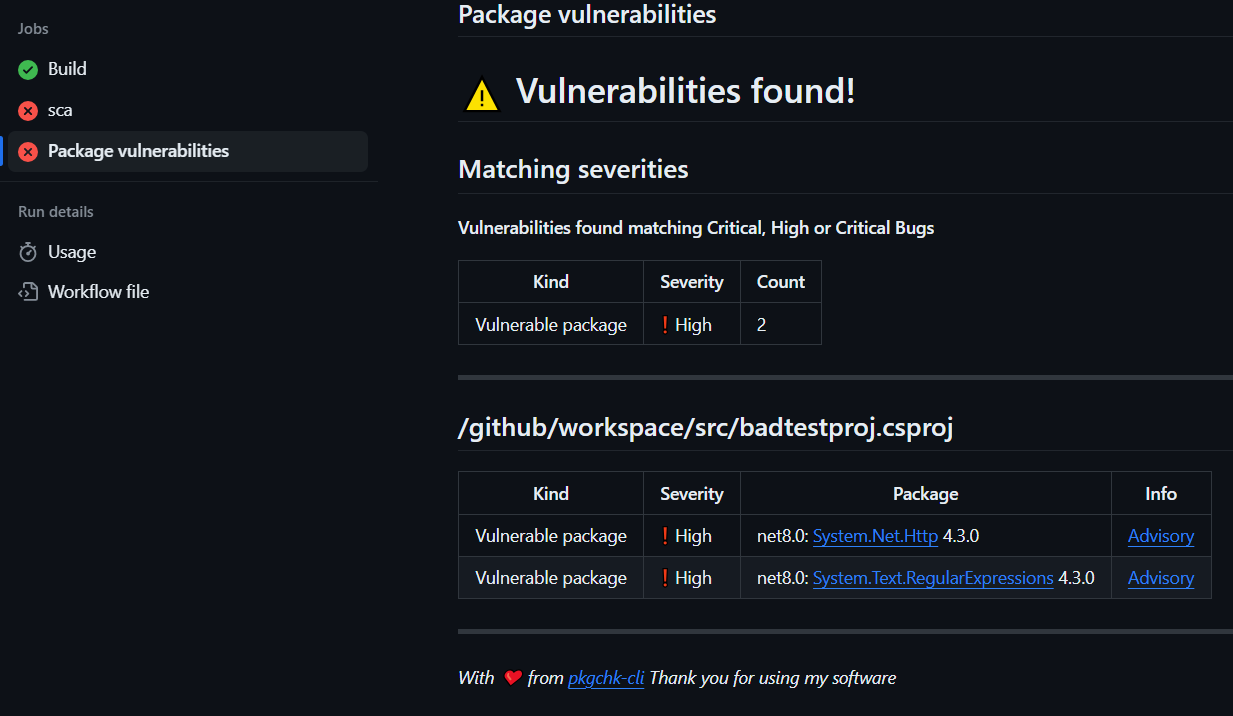 Jobs
Build
sca
Package vulnerabilities
Run details
Usage
Workflow file
Package vulnerabilities
⚠️ Vulnerabilities found!
Matching severities
Vulnerabilities found matching Critical, High or Critical Bugs
Kind Severity Count
Vulnerable package ❗ High 2
/github/workspace/src/badtestproj.csproj
Kind Severity Package Info
Vulnerable package ❗ High net8.0: System.Net.Http 4.3.0 Advisory
Vulnerable package ❗ High net8.0: System.Text.RegularExpressions 4.3.0 Advisory
With ❤️ from pkgchk-cli Thank you for using my software